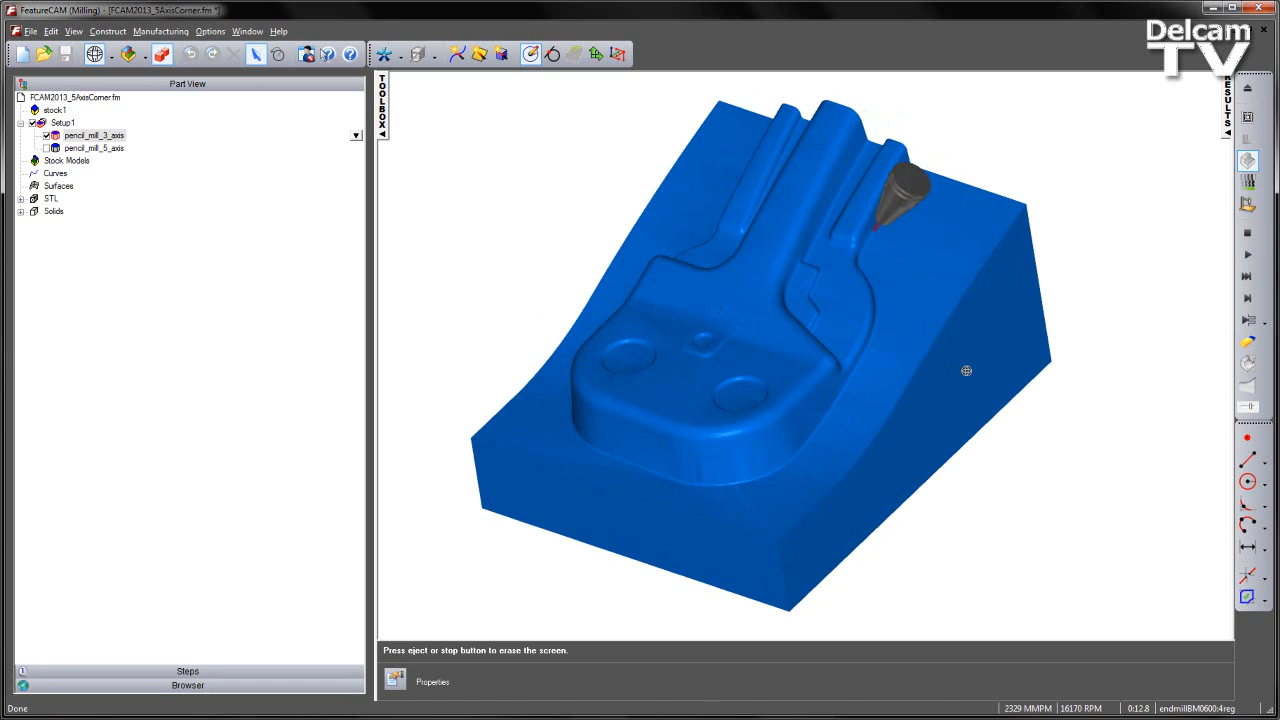 FeatureCAM (Milling) - [FCAM2013_5AxisCorner.fm *]
File Edit View Construct Manufacturing Options Window Help
Delcam
TV
Part View
FCAM2013_5AxisCorner.fm
stock1
Setup1
pencil_mill_3_axis
pencil_mill_5_axis
Stock Models
Curves
Surfaces
STL
Solids
TOOLBOX
RESULTS
Press eject or stop button to erase the screen.
Properties
Steps
Browser
Done
2329 MMPM 16170 RPM 0:12.8 endmillBM0600:4reg